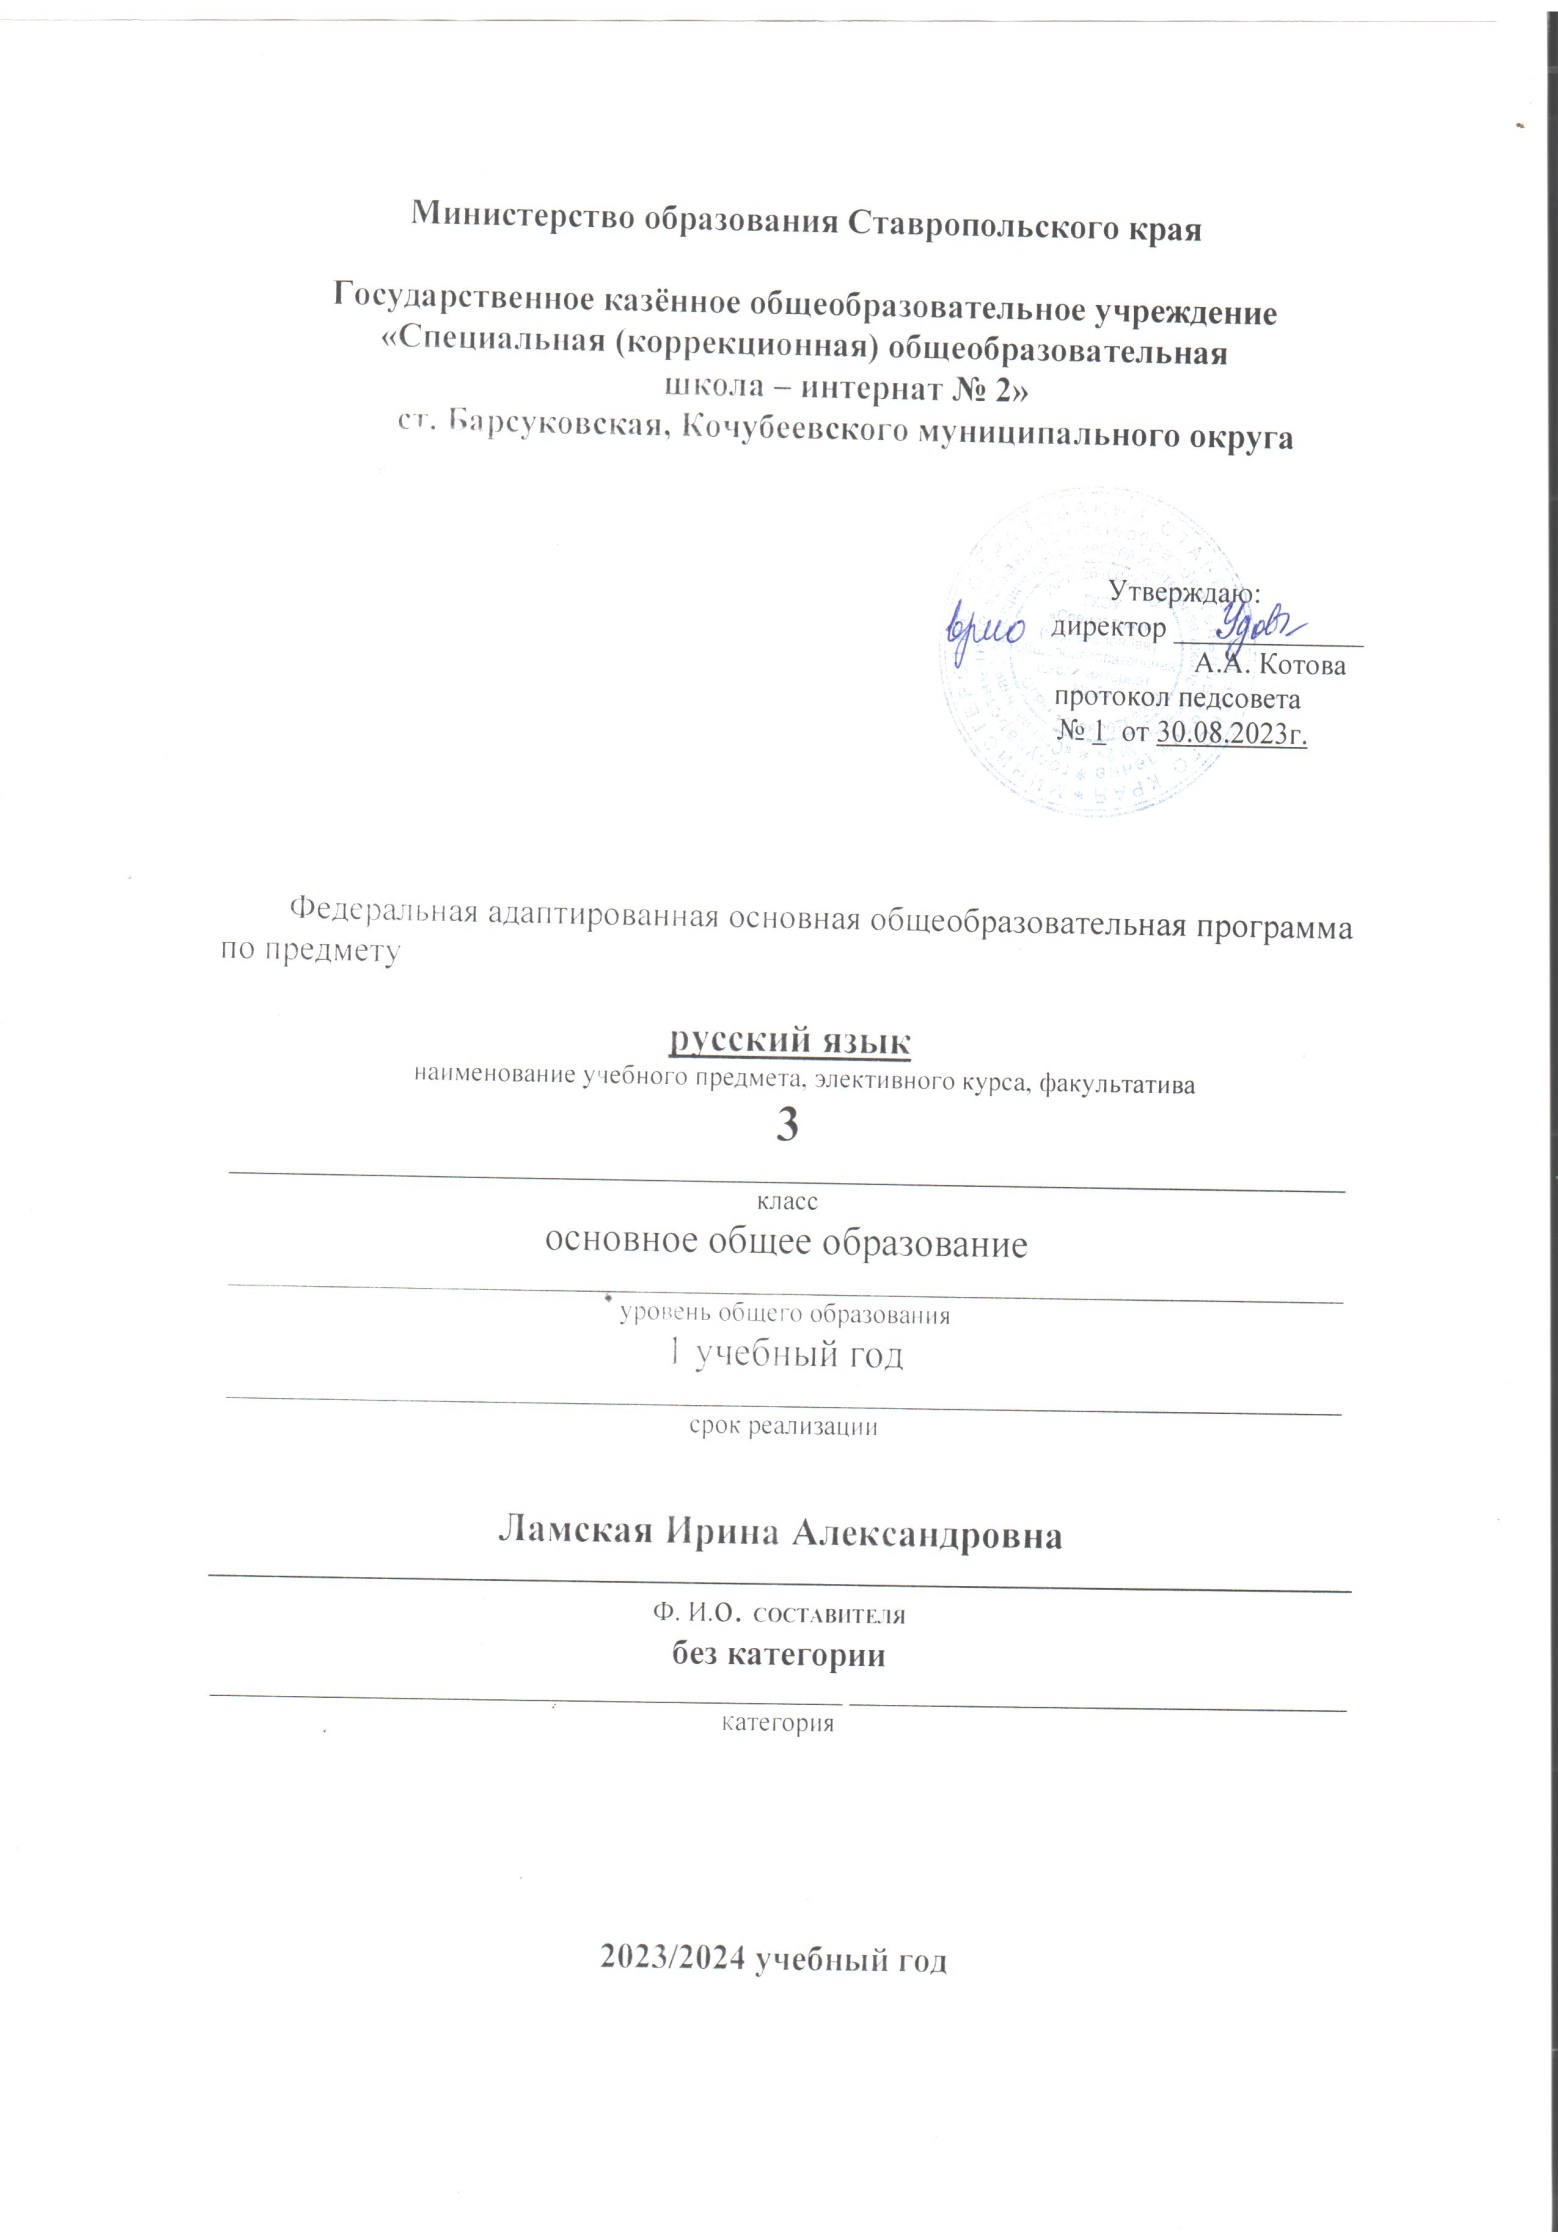 Министерство образования Ставропольского края
Государственное казённое общеобразовательное учреждение
«Специальная (коррекционная) общеобразовательная
школа – интернат № 2»
ст. Барсуковская, Кочубеевского муниципального округа
Утверждаю:
врио директор
А.А. Котова
протокол педсовета
№ 1 от 30.08.2023г.
Федеральная адаптированная основная общеобразовательная программа
по предмету
русский язык
наименование учебного предмета, элективного курса, факультатива
3
класс
основное общее образование
уровень общего образования
1 учебный год
срок реализации
Ламская Ирина Александровна
Ф. И.О. СОСТАВИТЕЛЯ
без категории
категория
2023/2024 учебный год